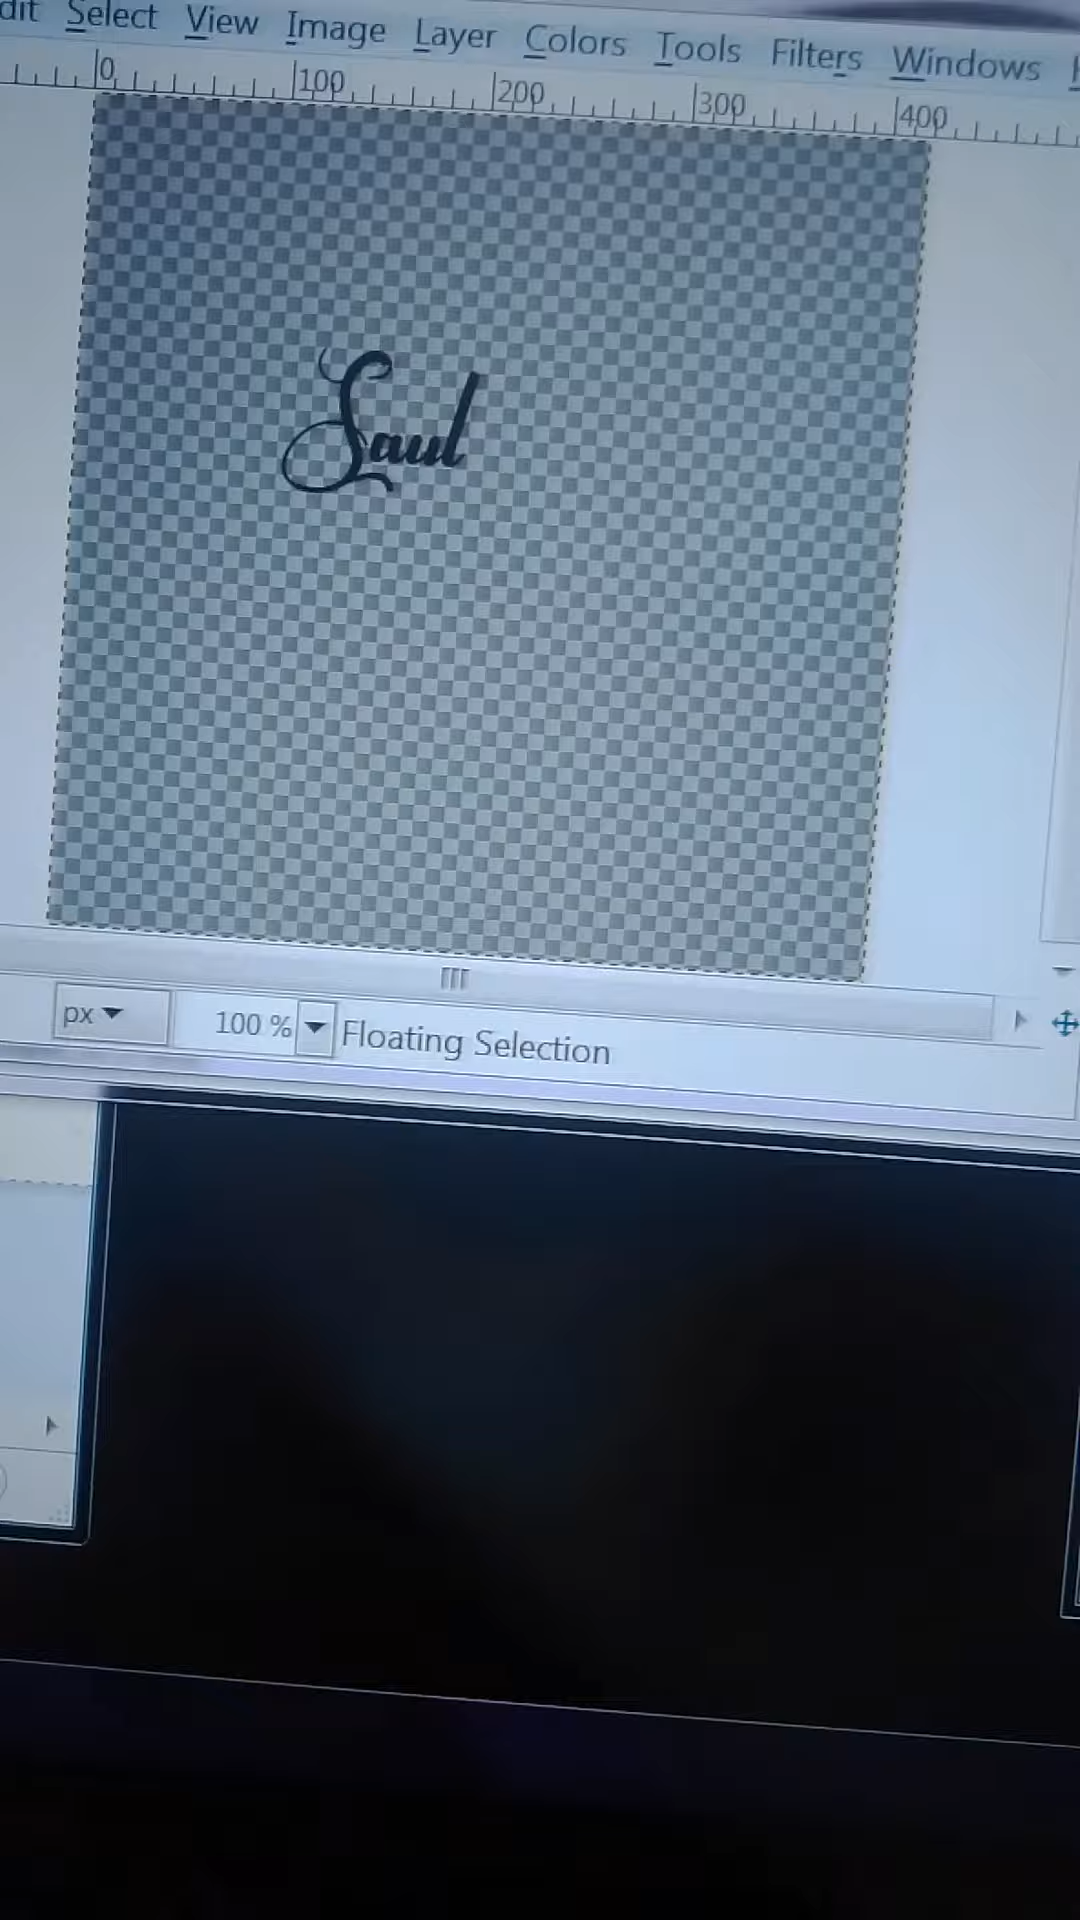 dit Select View Image Layer Colors Tools Filters Windows
0 100 200 300 400
Saul
px 100 % Floating Selection